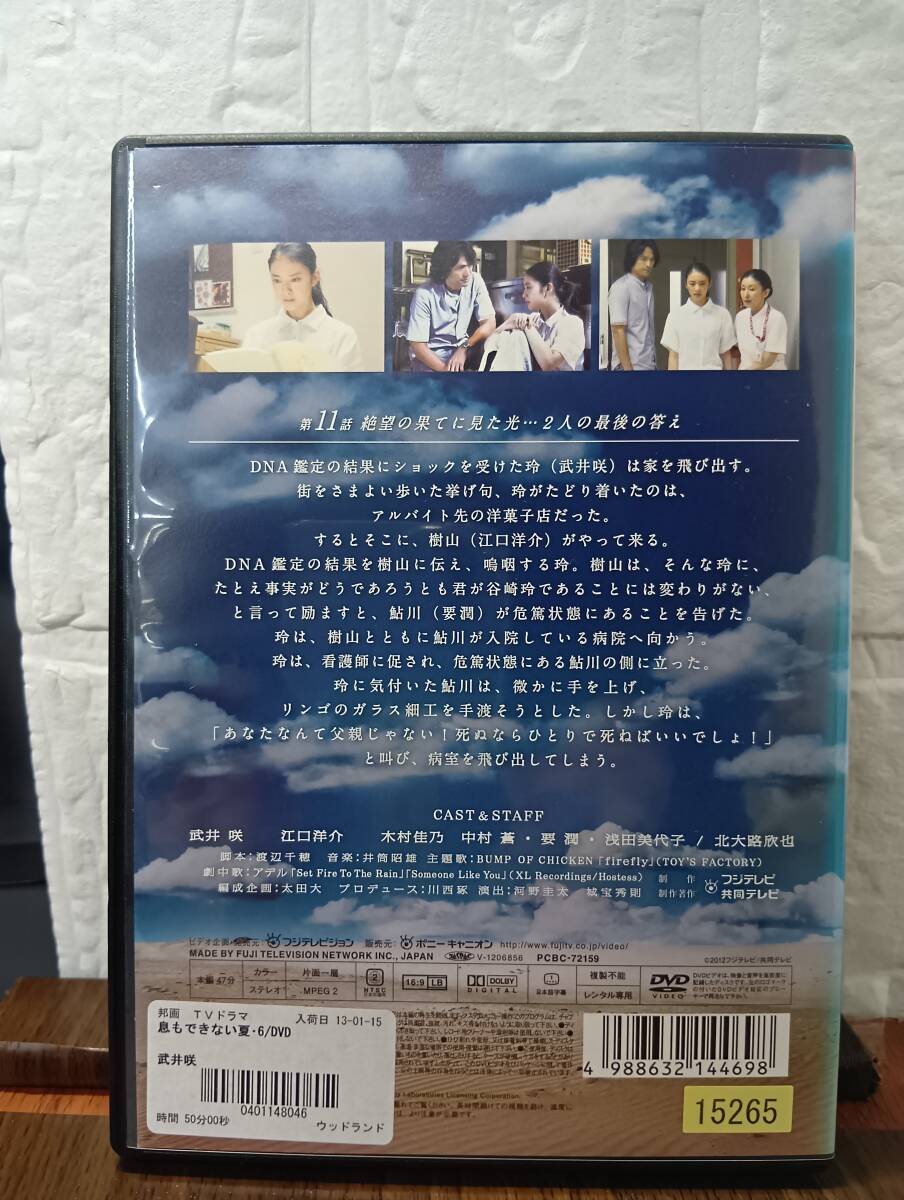 第11話 絶望の果てに見た光…2人の最後の答え
DNA鑑定の結果にショックを受けた玲（武井咲）は家を飛び出す。
街をさまよい歩いた挙げ句、玲がたどり着いたのは、
アルバイト先の洋菓子店だった。
するとそこに、樹山（江口洋介）がやって来る。
DNA鑑定の結果を樹山に伝え、嗚咽する玲。樹山は、そんな玲に、
たとえ事実がどうであろうとも君が谷崎玲であることには変わりがない、
と言って励ますと、鮎川（要潤）が危篤状態にあることを告げた。
玲は、樹山とともに鮎川が入院している病院へ向かう。
玲は、看護師に促され、危篤状態にある鮎川の側に立った。
玲に気付いた鮎川は、微かに手を上げ、
リンゴのガラス細工を手渡そうとした。しかし玲は、
「あなたなんて父親じゃない！死ぬならひとりで死ねばいいでしょ！」
と叫び、病室を飛び出してしまう。
CAST & STAFF
武井 咲 江口洋介 木村佳乃 中村 蒼・要 潤・浅田美代子 / 北大路欣也
脚本：渡辺千穂 音楽：井筒昭雄 主題歌：BUMP OF CHICKEN「firefly」(TOY'S FACTORY)
劇中歌：アデル「Set Fire To The Rain」「Someone Like You」(XL Recordings/Hostess) 制作 フジテレビ
編成企画：太田大 プロデュース：川西琢 演出：河野圭太 城宝秀則 制作著作 共同テレビ
ビデオ企画・発売元：フジテレビジョン 販売元：ポニーキャニオン http://www.fujitv.co.jp/video/
MADE BY FUJI TELEVISION NETWORK INC., JAPAN V-1206856 PCBC-72159 ©2012フジテレビ/共同テレビ
本編47分 カラー ステレオ 片面一層 MPEG 2 2 NTSC 16:9 LB DOLBY DIGITAL 日本語字幕 複製不能 レンタル専用 DVD VIDEO
邦画 TVドラマ 入荷日 13-01-15
息もできない夏・6/DVD
武井咲
0401148046
時間 50分00秒 ウッドランド
4 988632 144698
15265